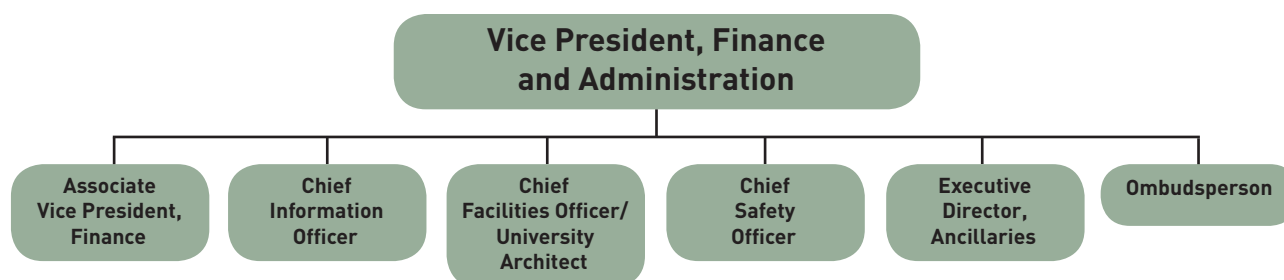 Vice President, Finance
and Administration
Associate
Vice President,
Finance
Chief
Information
Officer
Chief
Facilities Officer/
University
Architect
Chief
Safety
Officer
Executive
Director,
Ancillaries
Ombudsperson